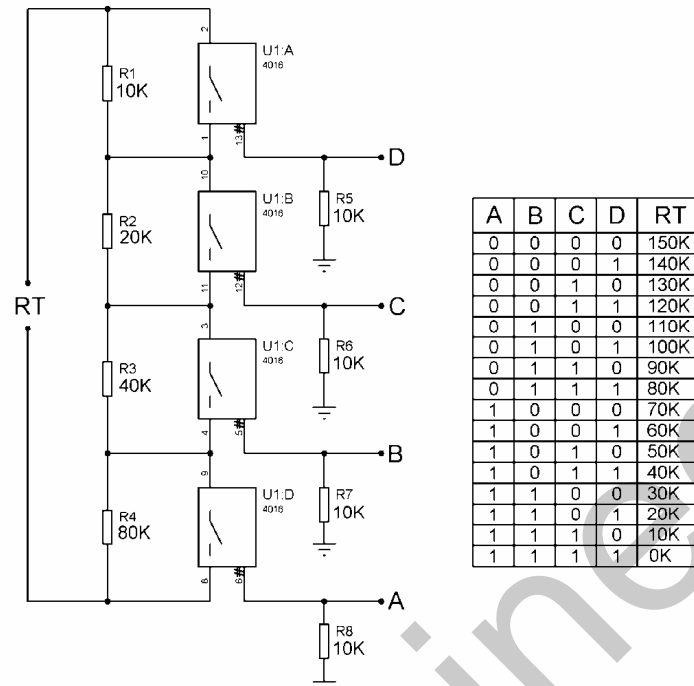 2
U1:A
4016
R1
10K
1
13
D
10
U1:B
4016
R5
10K
R2
20K
11
12
C
RT
3
U1:C
4016
R6
10K
R3
40K
4
5
B
9
U1:D
4016
R7
10K
R4
80K
8
6
A
R8
10K
A B C D RT
0 0 0 0 150K
0 0 0 1 140K
0 0 1 0 130K
0 0 1 1 120K
0 1 0 0 110K
0 1 0 1 100K
0 1 1 0 90K
0 1 1 1 80K
1 0 0 0 70K
1 0 0 1 60K
1 0 1 0 50K
1 0 1 1 40K
1 1 0 0 30K
1 1 0 1 20K
1 1 1 0 10K
1 1 1 1 0K